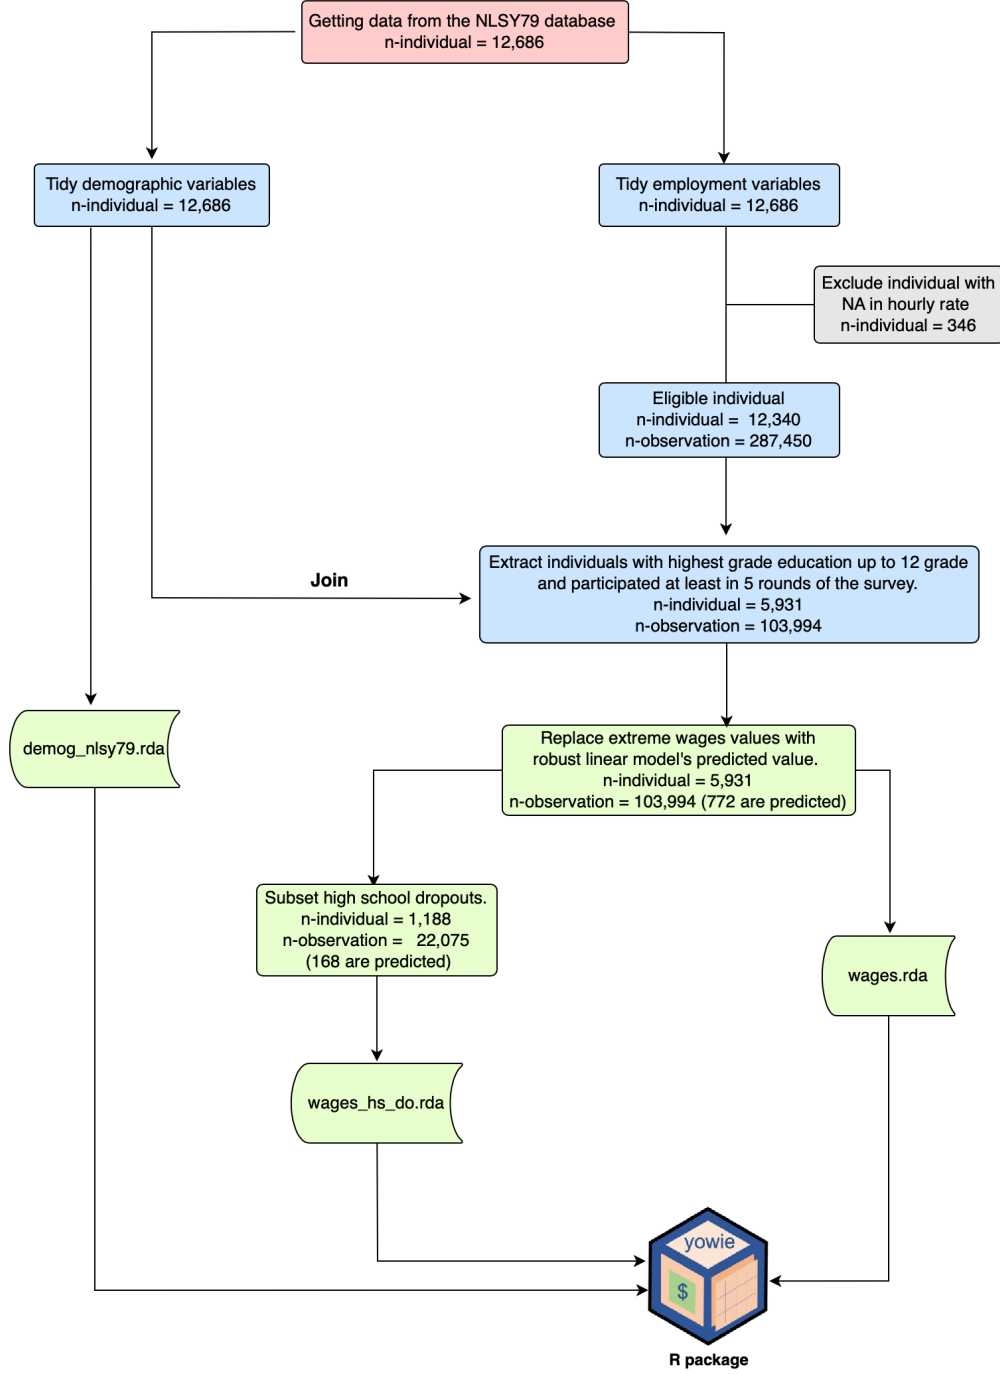 Getting data from the NLSY79 database
n-individual = 12,686
Tidy demographic variables
n-individual = 12,686
Tidy employment variables
n-individual = 12,686
Exclude individual with
NA in hourly rate
n-individual = 346
Eligible individual
n-individual = 12,340
n-observation = 287,450
Extract individuals with highest grade education up to 12 grade
and participated at least in 5 rounds of the survey.
n-individual = 5,931
n-observation = 103,994
Join
demog_nlsy79.rda
Replace extreme wages values with
robust linear model's predicted value.
n-individual = 5,931
n-observation = 103,994 (772 are predicted)
Subset high school dropouts.
n-individual = 1,188
n-observation = 22,075
(168 are predicted)
wages.rda
wages_hs_do.rda
yowie
$
R package